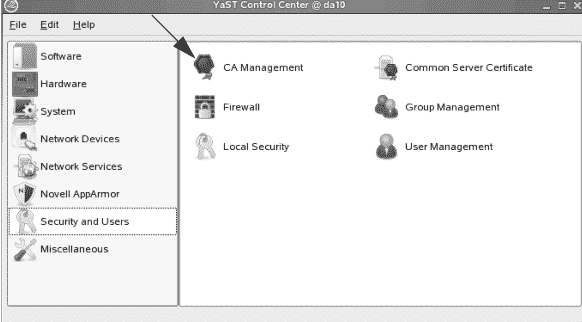 YaST Control Center @ da10
File Edit Help
Software
Hardware
System
Network Devices
Network Services
Novell AppArmor
Security and Users
Miscellaneous
CA Management
Common Server Certificate
Firewall
Group Management
Local Security
User Management